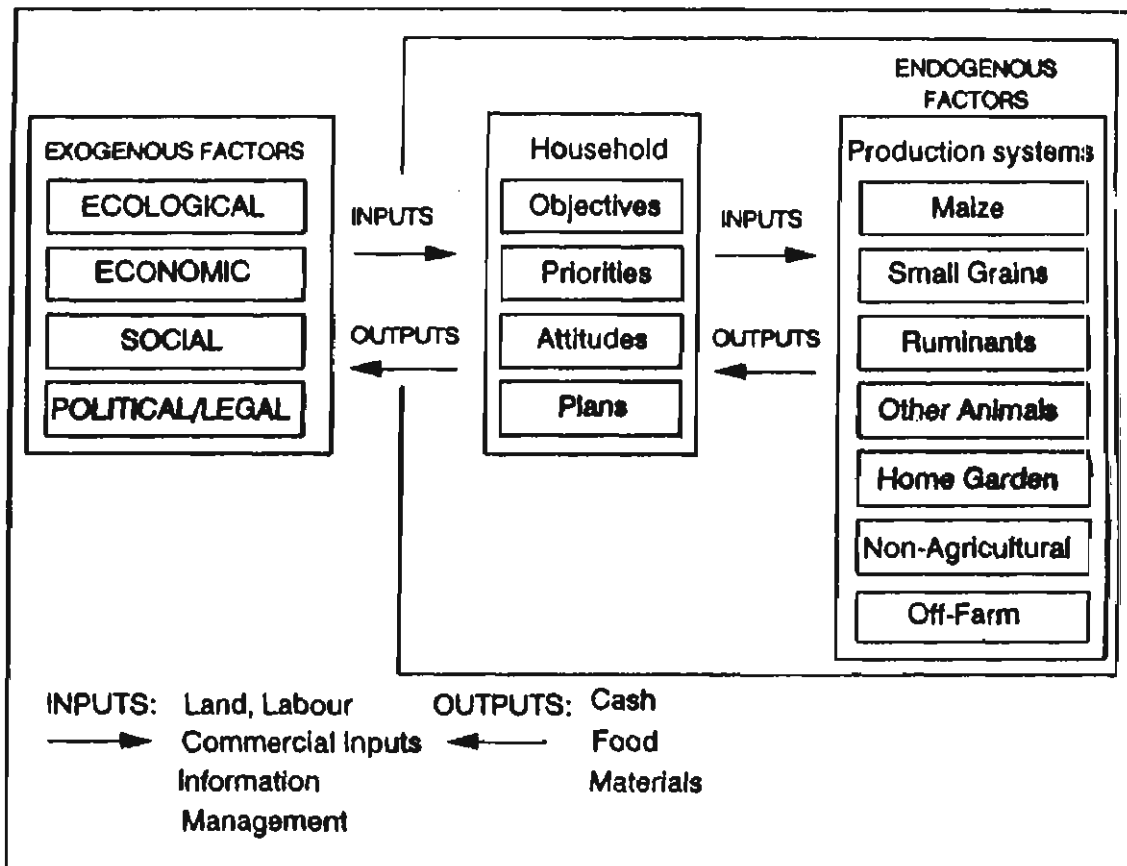 EXOGENOUS FACTORS
ECOLOGICAL
ECONOMIC
SOCIAL
POLITICAL/LEGAL
INPUTS
OUTPUTS
Household
Objectives
Priorities
Attitudes
Plans
INPUTS
OUTPUTS
ENDOGENOUS
FACTORS
Production systems
Maize
Small Grains
Ruminants
Other Animals
Home Garden
Non-Agricultural
Off-Farm
INPUTS: Land, Labour
Commercial Inputs
Information
Management
OUTPUTS: Cash
Food
Materials